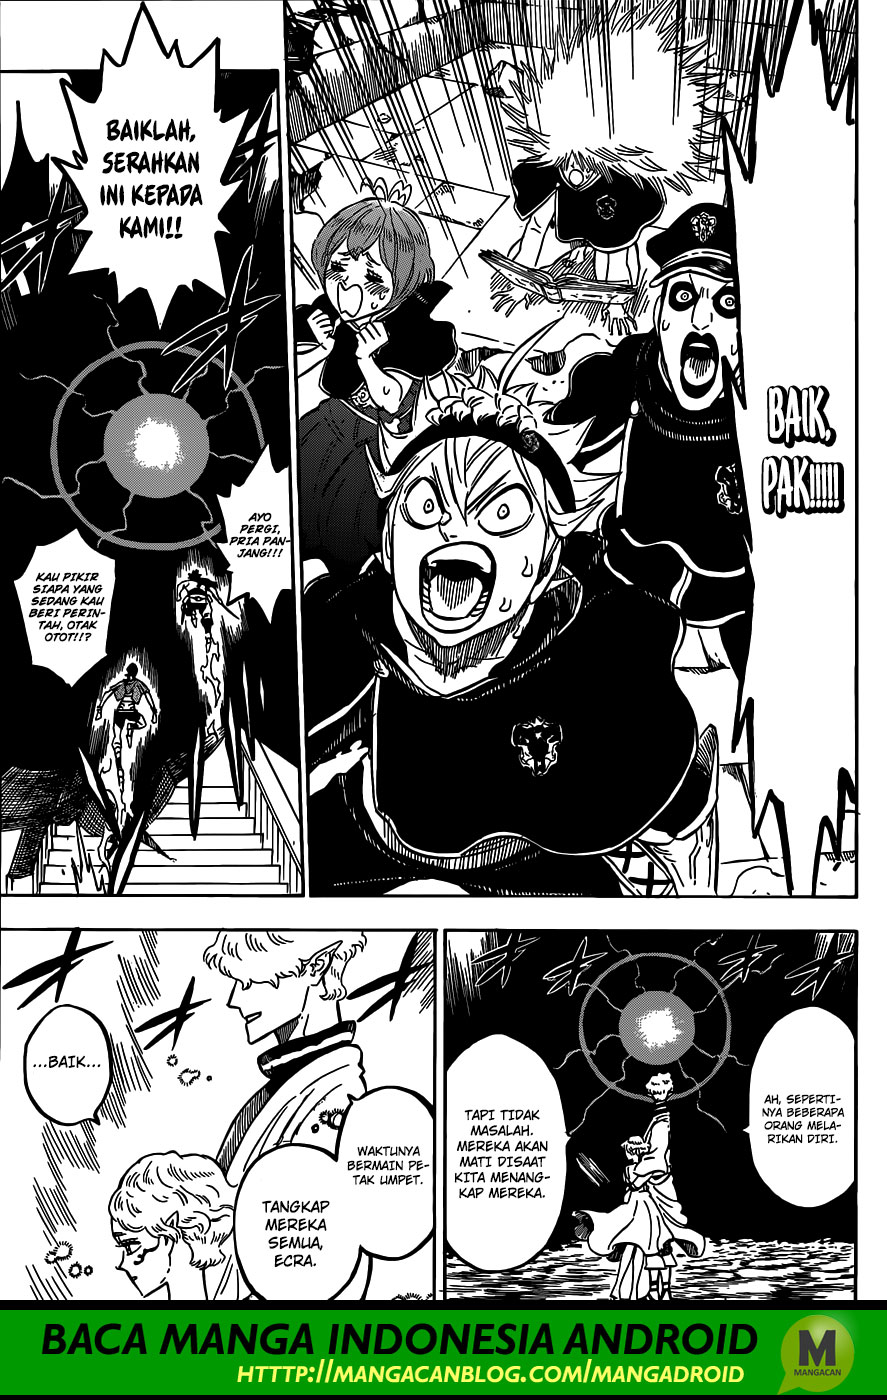 BAIK,
PAK!!!!!
BAIKLAH,
SERAHKAN
INI KEPADA
KAMI!!
AYO
PERGI,
PRIA PAN-
JANG!!!
KAU PIKIR
SIAPA YANG
SEDANG KAU
BERI PERIN-
TAH, OTAK
OTOT!!?
AH, SEPERTI-
NYA BEBERAPA
ORANG MELA-
RIKAN DIRI.
TAPI TIDAK
MASALAH.
MEREKA AKAN
MATI DISAAT
KITA MENANG-
KAP MEREKA.
WAKTUNYA
BERMAIN PE-
TAK UMPET.
TANGKAP
MEREKA
SEMUA,
ECRA.
...BAIK...
BACA MANGA INDONESIA ANDROID
HTTTP://MANGACANBLOG.COM/MANGADROID
M
MANGACAN